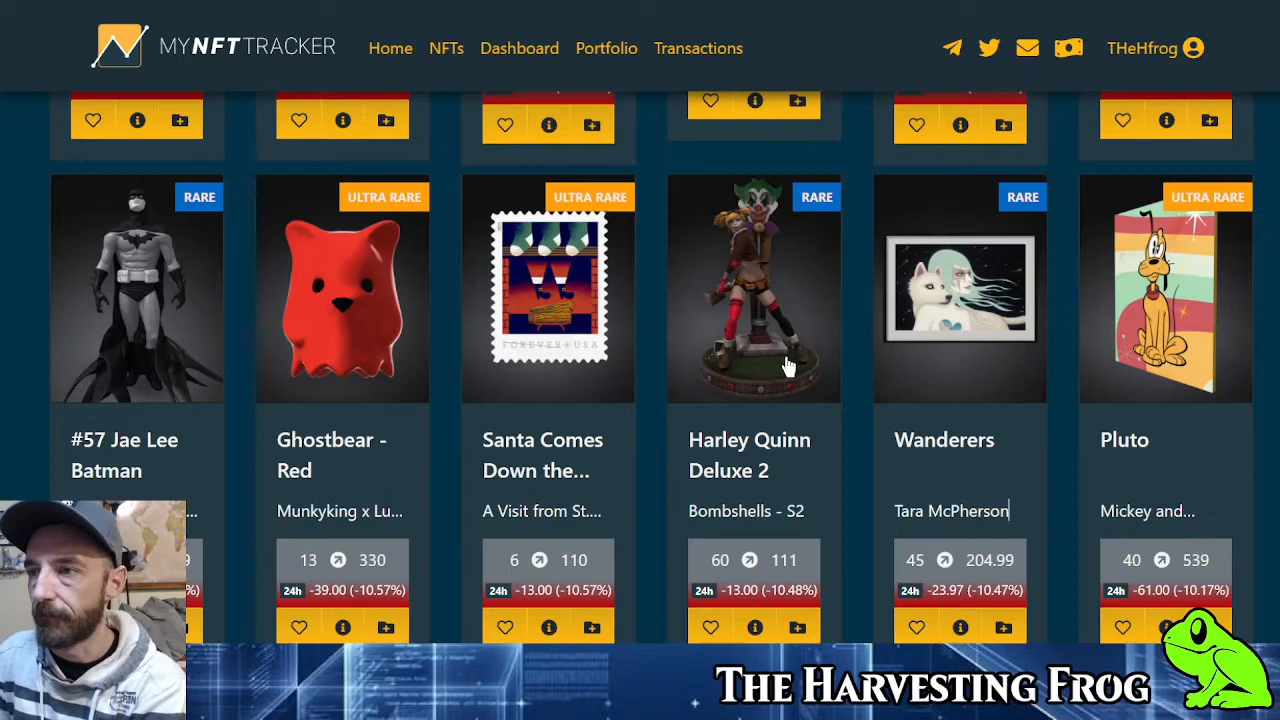 MYNFTTRACKER Home NFTs Dashboard Portfolio Transactions THeHfrog
RARE ULTRA RARE ULTRA RARE RARE RARE ULTRA RARE
FOREVER USA
#57 Jae Lee Batman
Ghostbear - Red
Munkyking x Lu...
13 330
24h -39.00 (-10.57%)
Santa Comes Down the...
A Visit from St....
6 110
24h -13.00 (-10.57%)
Harley Quinn Deluxe 2
Bombshells - S2
60 111
24h -13.00 (-10.48%)
Wanderers
Tara McPherson
45 204.99
24h -23.97 (-10.47%)
Pluto
Mickey and...
40 539
24h -61.00 (-10.17%)
The Harvesting Frog